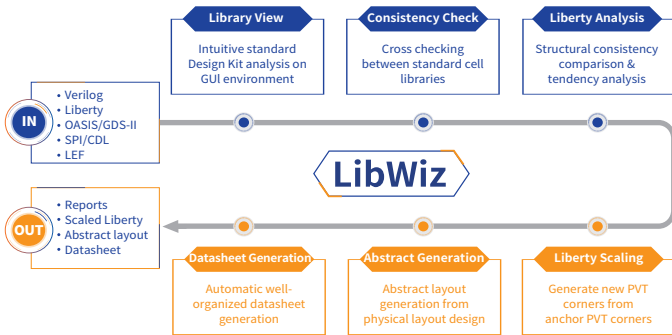 Library View
Intuitive standard
Design Kit analysis on
GUI environment
Consistency Check
Cross checking
between standard cell
libraries
Liberty Analysis
Structural consistency
comparison &
tendency analysis
IN
• Verilog
• Liberty
• OASIS/GDS-II
• SPI/CDL
• LEF
LibWiz
OUT
• Reports
• Scaled Liberty
• Abstract layout
• Datasheet
Datasheet Generation
Automatic well-
organized datasheet
generation
Abstract Generation
Abstract layout
generation from
physical layout design
Liberty Scaling
Generate new PVT
corners from
anchor PVT corners